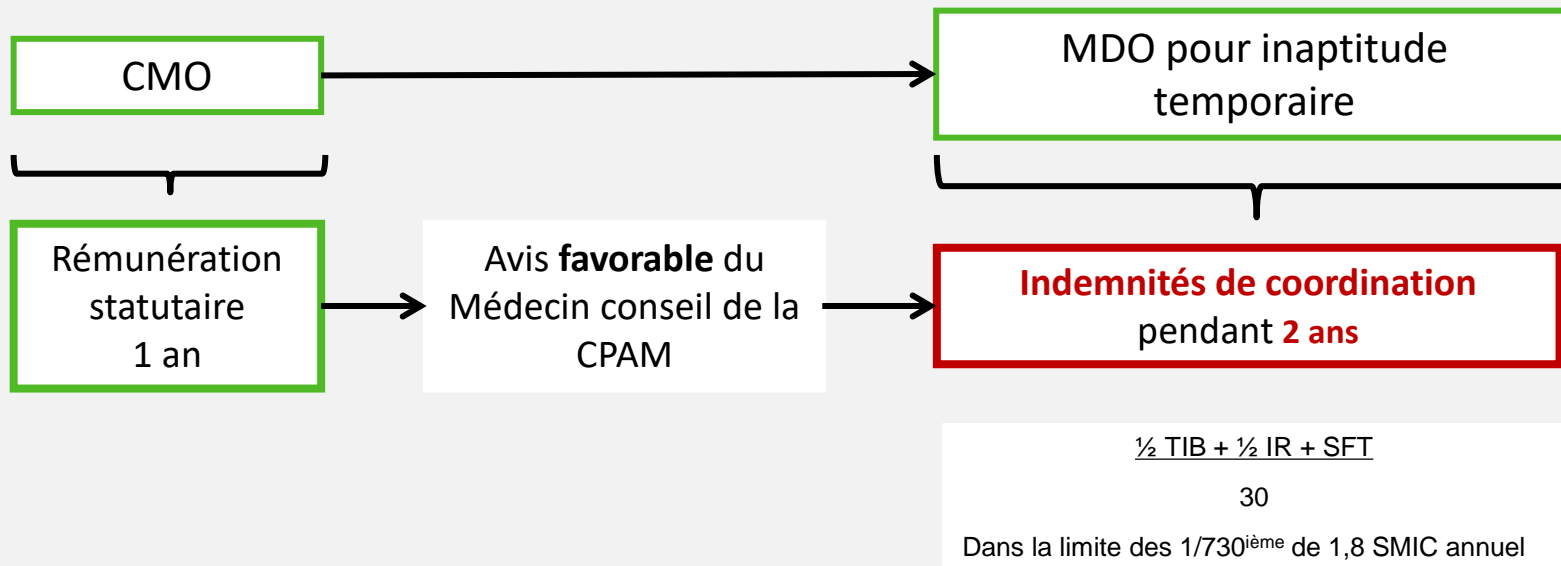 CMO
MDO pour inaptitude
temporaire
Rémunération
statutaire
1 an
Avis favorable du
Médecin conseil de la
CPAM
Indemnités de coordination
pendant 2 ans
½ TIB + ½ IR + SFT
30
Dans la limite des 1/730ième de 1,8 SMIC annuel